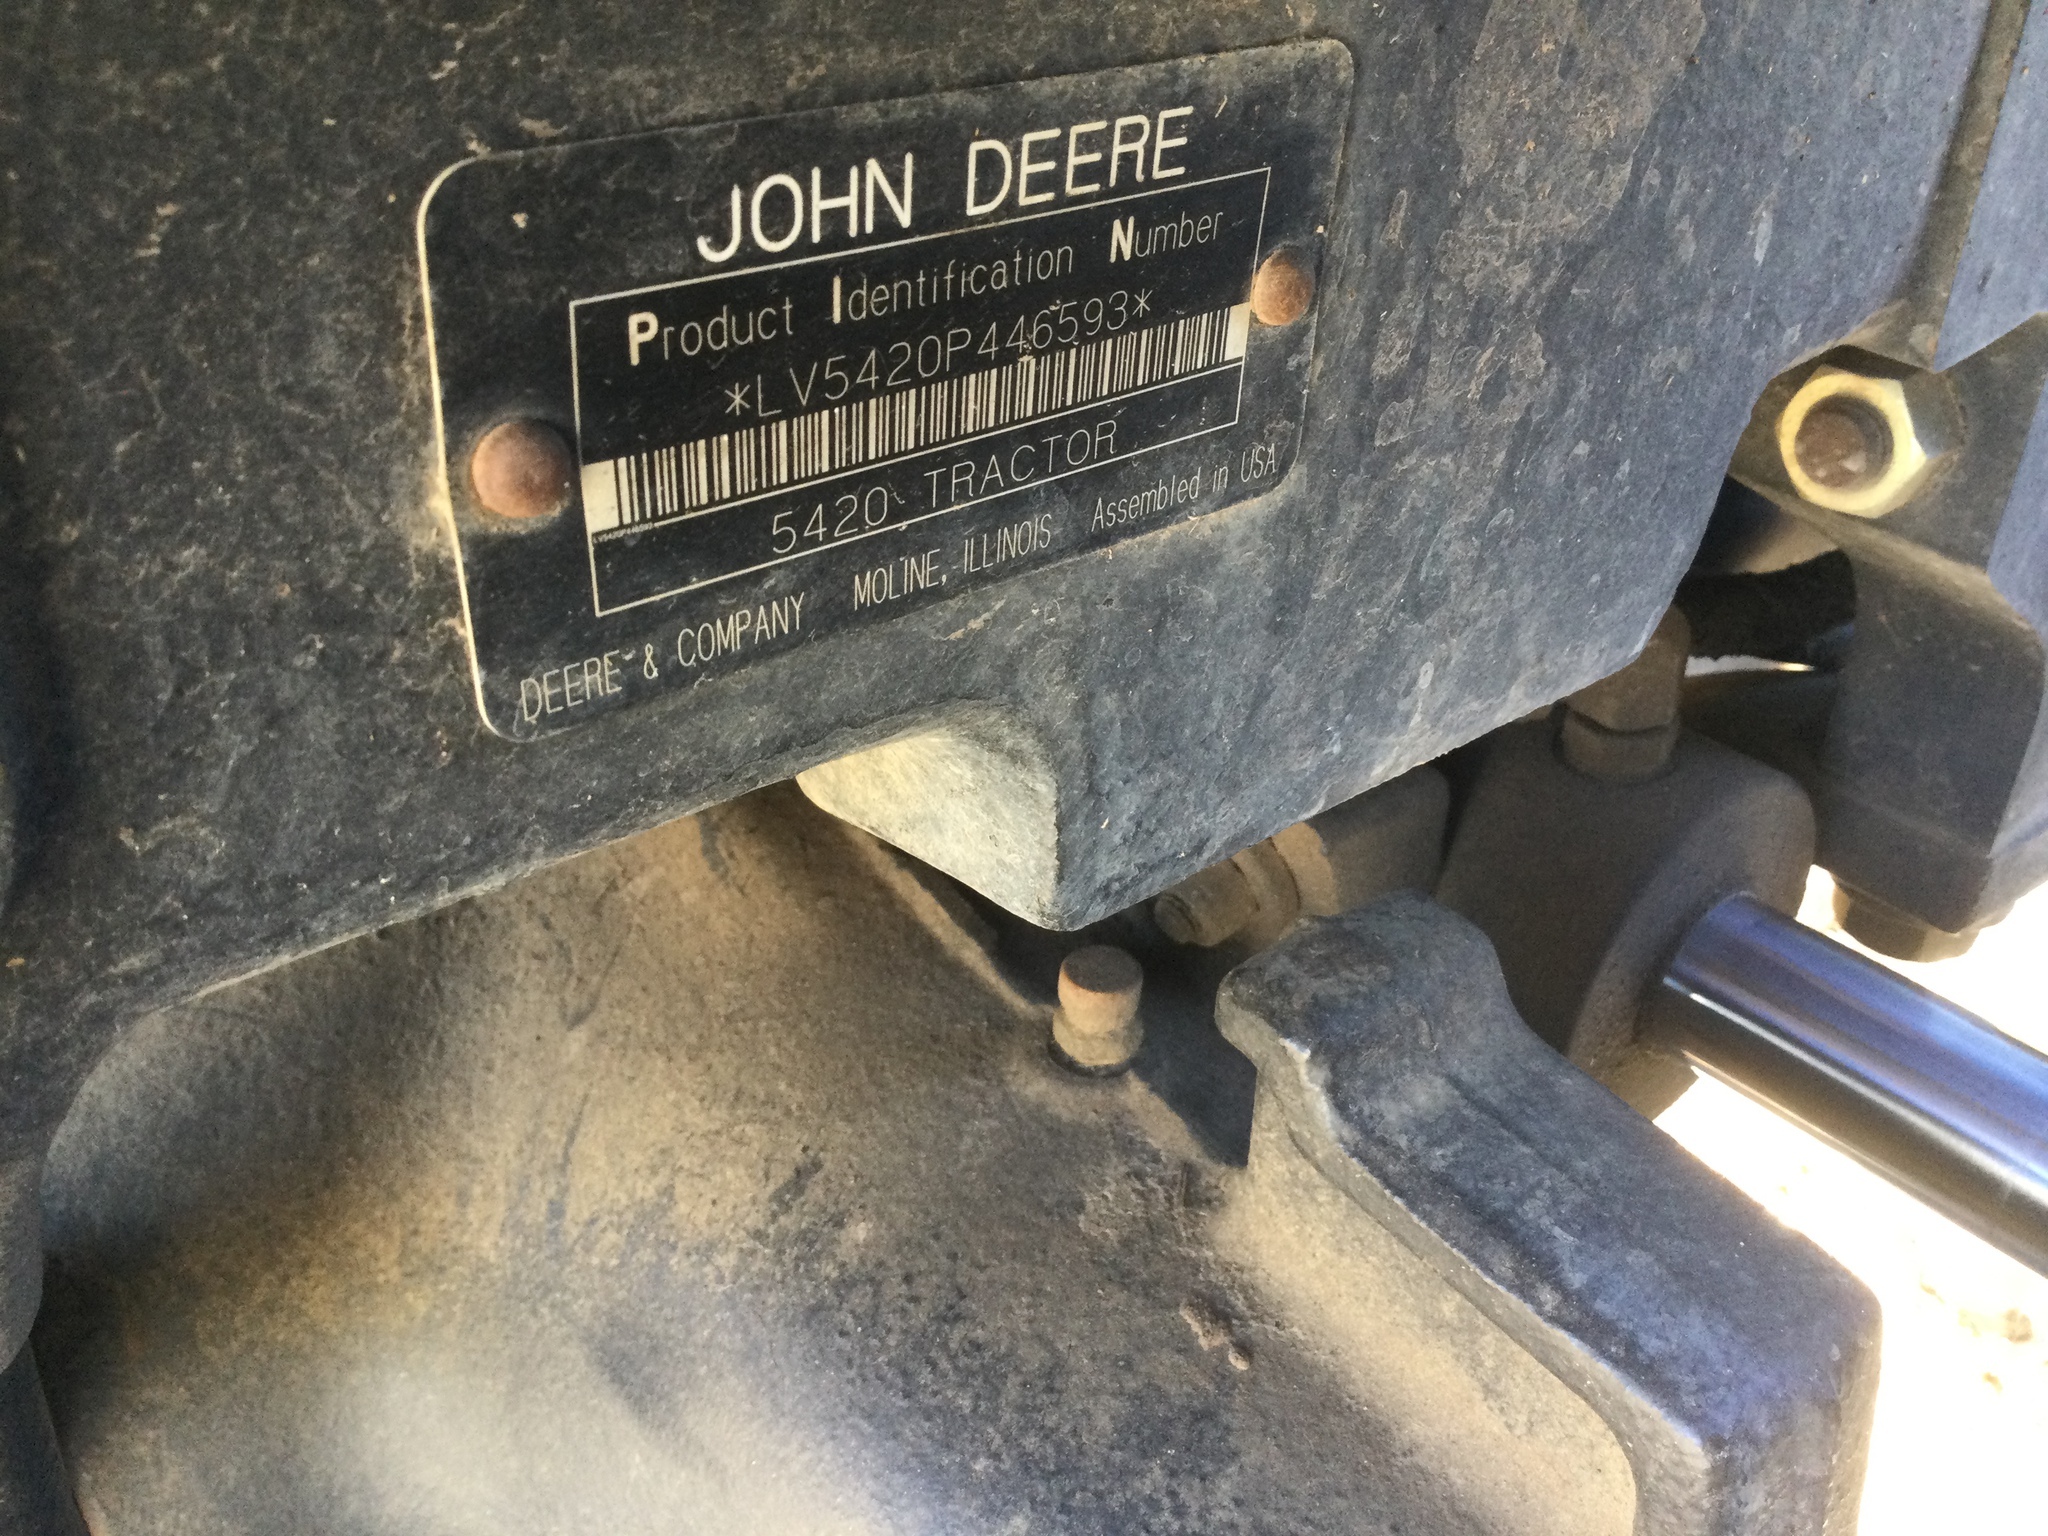 JOHN DEERE
Product Identification Number
*LV5420P446593*
5420 TRACTOR
DEERE & COMPANY MOLINE, ILLINOIS Assembled in USA